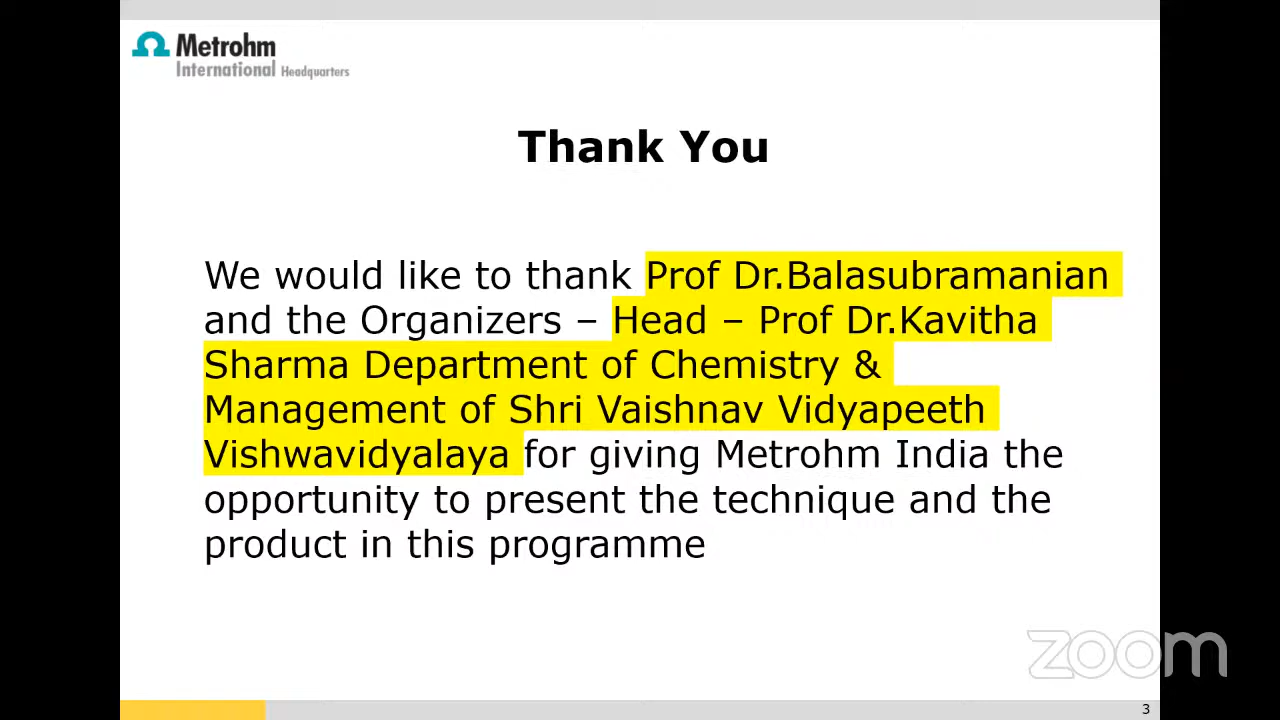 Metrohm
International Headquarters
Thank You
We would like to thank Prof Dr.Balasubramanian
and the Organizers – Head – Prof Dr.Kavitha
Sharma Department of Chemistry &
Management of Shri Vaishnav Vidyapeeth
Vishwavidyalaya for giving Metrohm India the
opportunity to present the technique and the
product in this programme
zoom
3